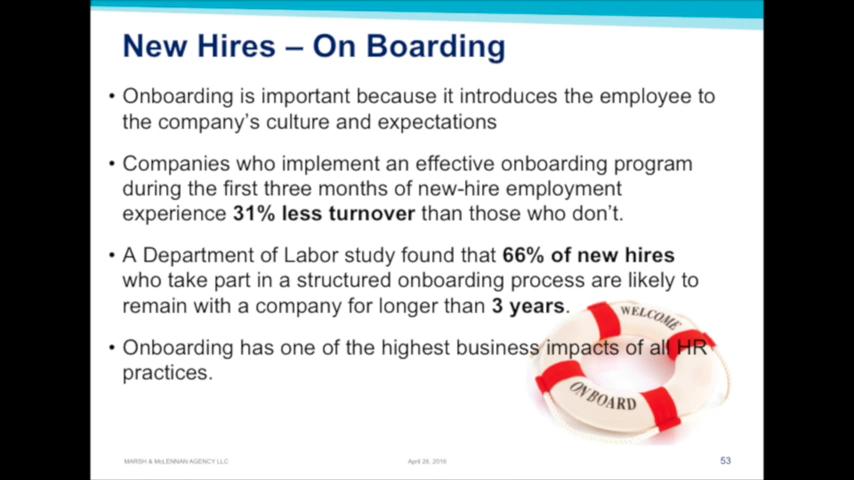 New Hires – On Boarding
• Onboarding is important because it introduces the employee to
the company's culture and expectations
• Companies who implement an effective onboarding program
during the first three months of new-hire employment
experience 31% less turnover than those who don't.
• A Department of Labor study found that 66% of new hires
who take part in a structured onboarding process are likely to
remain with a company for longer than 3 years.
WELCOME
• Onboarding has one of the highest business impacts of all HR
practices.
ON BOARD
MARSH & McLENNAN AGENCY LLC
April 28, 2016
53